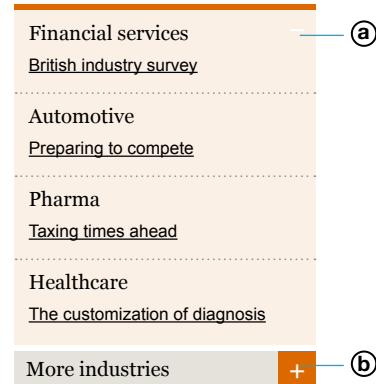 Financial services
–
a
British industry survey
Automotive
Preparing to compete
Pharma
Taxing times ahead
Healthcare
The customization of diagnosis
More industries
+
b